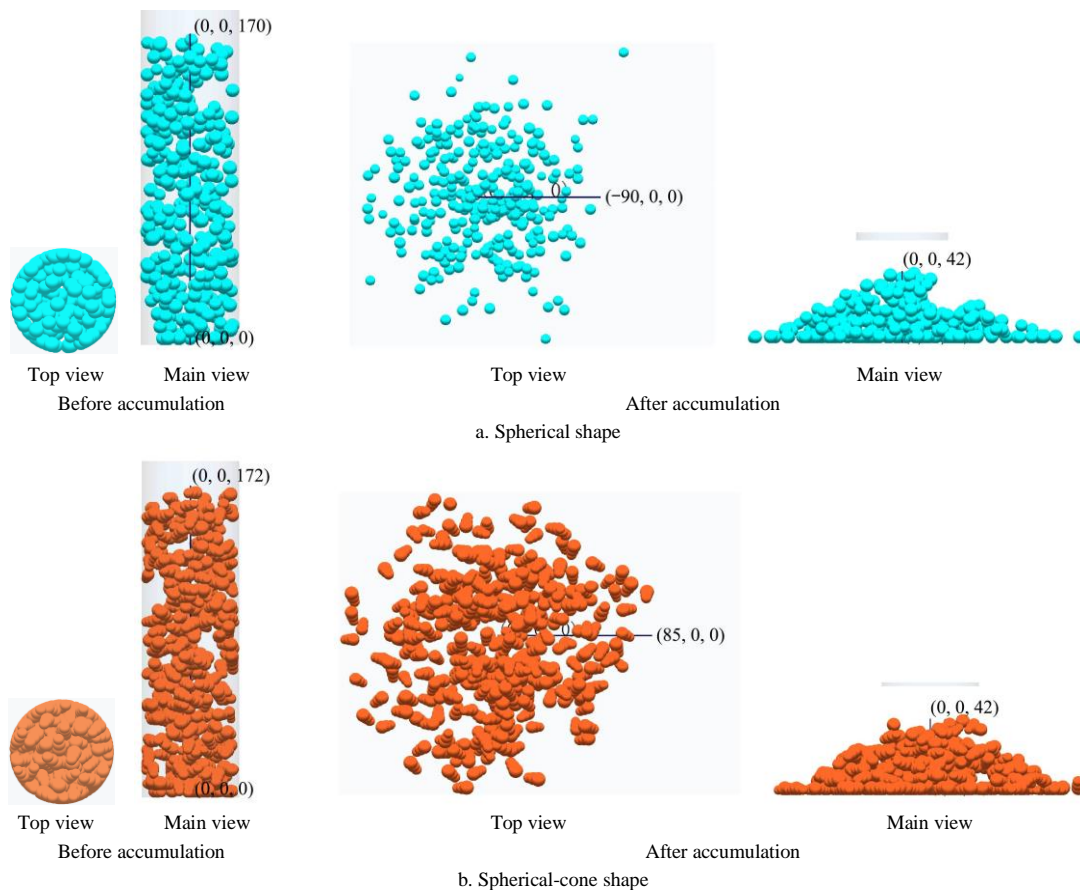 (0, 0, 170)
(−90, 0, 0)
0)
(0, 0, 42)
(0, 0, 0)
Top view Main view Top view Main view
Before accumulation After accumulation
a. Spherical shape
(0, 0, 172)
(85, 0, 0)
0)
(0, 0, 42)
(0, 0, 0)
Top view Main view Top view Main view
Before accumulation After accumulation
b. Spherical-cone shape